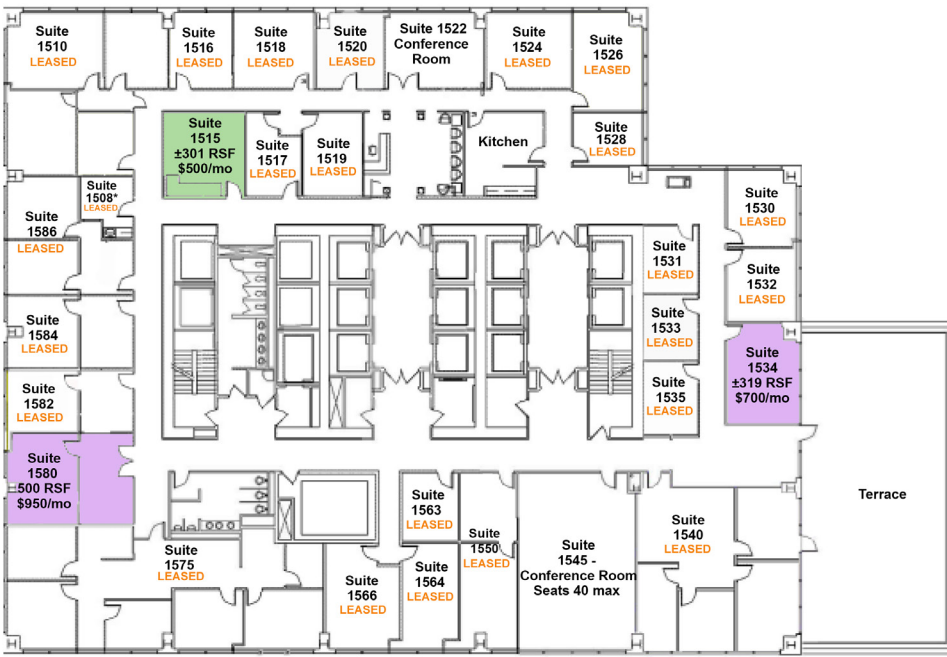 Suite
1510
LEASED
Suite
1516
LEASED
Suite
1518
LEASED
Suite
1520
LEASED
Suite 1522
Conference
Room
Suite
1524
LEASED
Suite
1526
LEASED
Suite
1515
±301 RSF
$500/mo
Suite
1517
LEASED
Suite
1519
LEASED
Kitchen
Suite
1528
LEASED
Suite
1508*
LEASED
Suite
1586
LEASED
Suite
1530
LEASED
Suite
1531
LEASED
Suite
1532
LEASED
Suite
1584
LEASED
Suite
1533
LEASED
Suite
1534
±319 RSF
$700/mo
Suite
1582
LEASED
Suite
1535
LEASED
Suite
1580
500 RSF
$950/mo
Terrace
Suite
1563
LEASED
Suite
1550
LEASED
Suite
1540
LEASED
Suite
1575
LEASED
Suite
1566
LEASED
Suite
1564
LEASED
Suite
1545 -
Conference Room
Seats 40 max